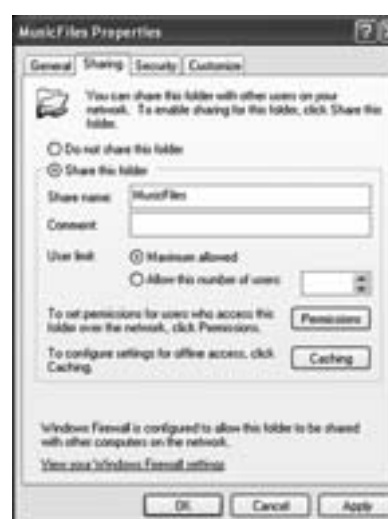 MusicFiles Properties
?
General Sharing Security Customize
You can share this folder with other users on your
network. To enable sharing for this folder, click Share this
folder.
Do not share this folder
Share this folder
Share name: MusicFiles
Comment:
User limit: Maximum allowed
Allow this number of users:
To set permissions for users who access this
folder over the network, click Permissions.
Permissions
To configure settings for offline access, click
Caching.
Caching
Windows Firewall is configured to allow this folder to be shared
with other computers on the network.
View your Windows Firewall settings
OK Cancel Apply